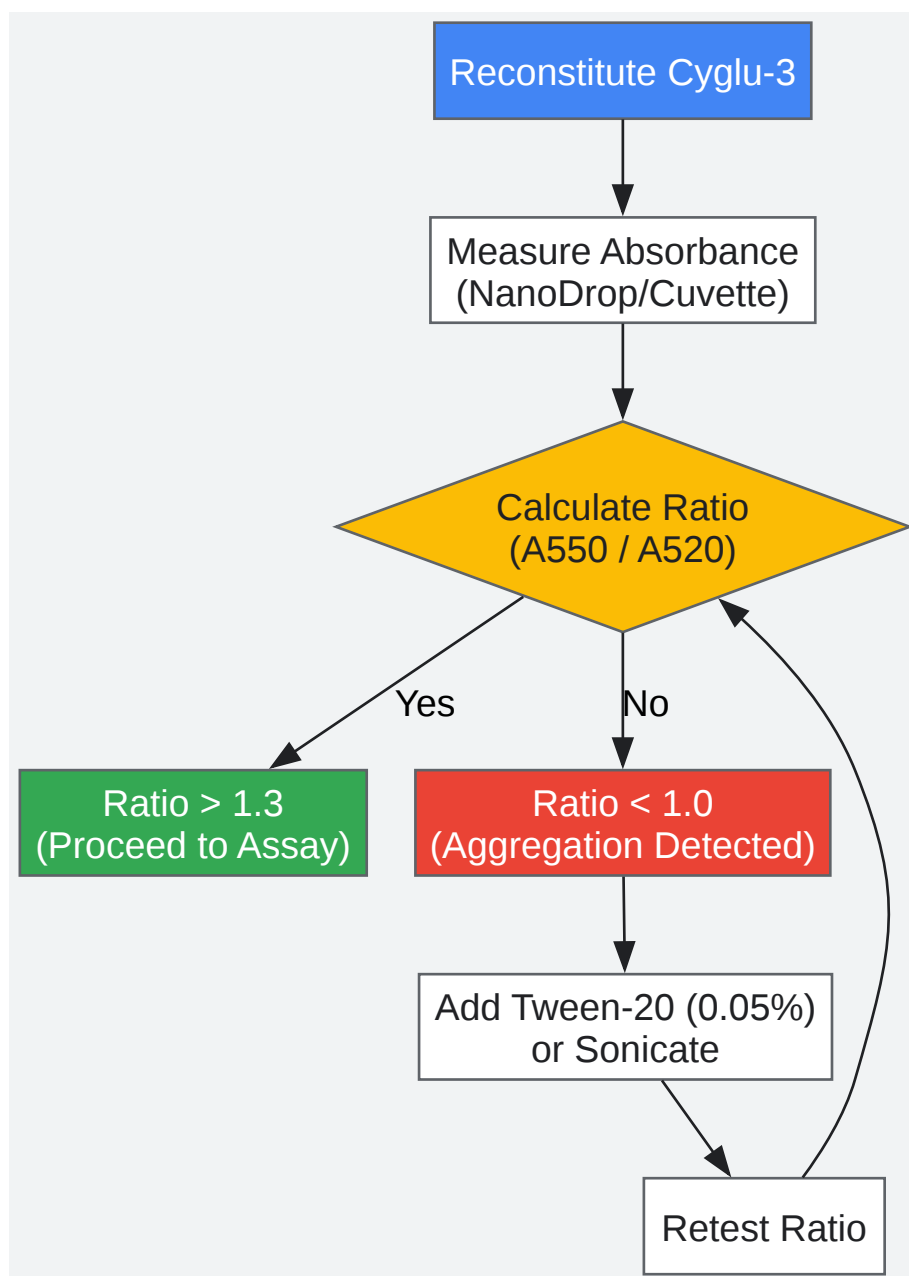 Reconstitute Cyglu-3
Measure Absorbance
(NanoDrop/Cuvette)
Calculate Ratio
(A550 / A520)
Yes
No
Ratio > 1.3
(Proceed to Assay)
Ratio < 1.0
(Aggregation Detected)
Add Tween-20 (0.05%)
or Sonicate
Retest Ratio